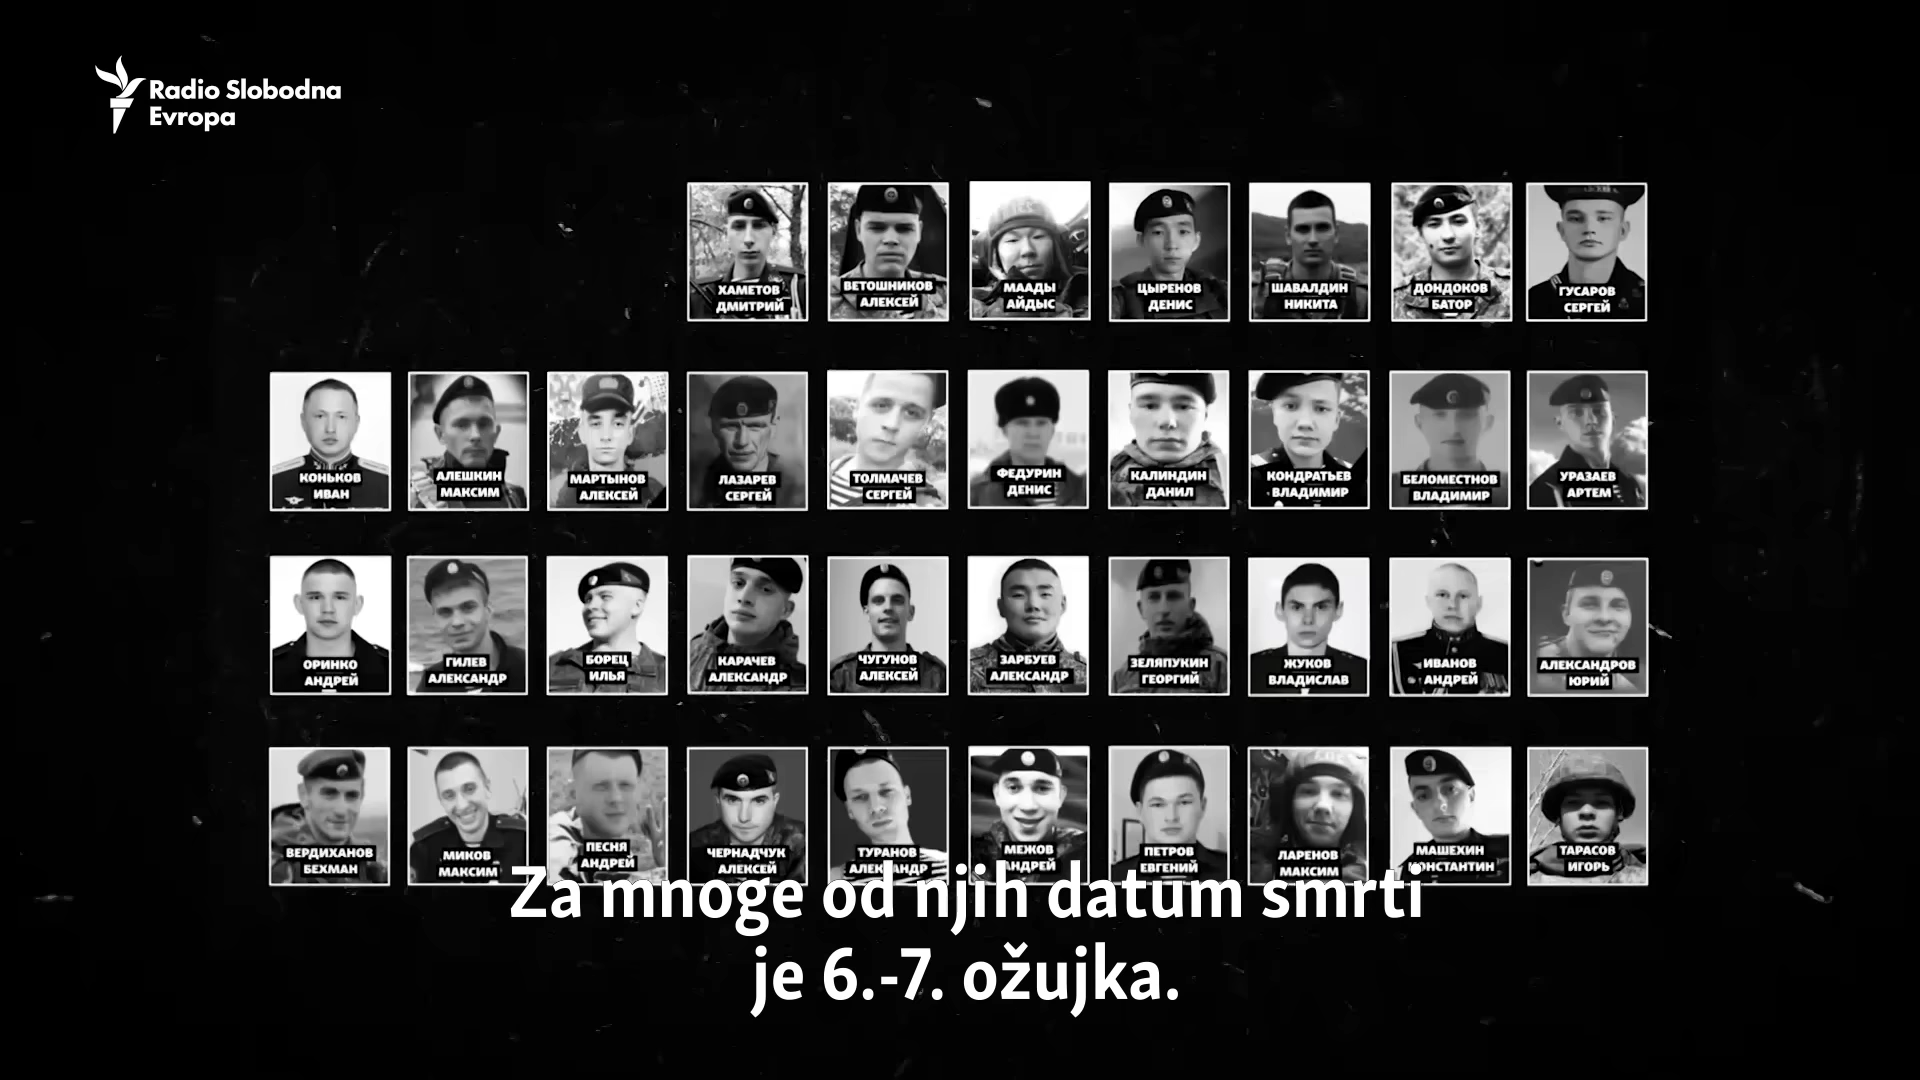 Radio Slobodna
Evropa
ХАМЕТОВ
ДМИТРИЙ
ВЕТОШНИКОВ
АЛЕКСЕЙ
МААДЫ
АЙДЫС
ЦЫРЕНОВ
ДЕНИС
ШАВАЛДИН
НИКИТА
ДОНДОКОВ
БАТОР
ГУСАРОВ
СЕРГЕЙ
КОНЬКОВ
ИВАН
АЛЕШКИН
МАКСИМ
МАРТЫНОВ
АЛЕКСЕЙ
ЛАЗАРЕВ
СЕРГЕЙ
ТОЛМАЧЕВ
СЕРГЕЙ
ФЕДУРИН
ДЕНИС
КАЛИНДИН
ДАНИЛ
КОНДРАТЬЕВ
ВЛАДИМИР
БЕЛОМЕСТНОВ
ВЛАДИМИР
УРАЗАЕВ
АРТЕМ
ОРИНКО
АНДРЕЙ
ГИЛЕВ
АЛЕКСАНДР
БОРЕЦ
ИЛЬЯ
КАРАЧЕВ
АЛЕКСАНДР
ЧУГУНОВ
АЛЕКСЕЙ
ЗАРБУЕВ
АЛЕКСАНДР
ЗЕЛЯПУКИН
ГЕОРГИЙ
ЖУКОВ
ВЛАДИСЛАВ
ИВАНОВ
АНДРЕЙ
АЛЕКСАНДРОВ
ЮРИЙ
ВЕРДИХАНОВ
БЕХМАН
МИКОВ
МАКСИМ
ПЕСНЯ
АНДРЕЙ
ЧЕРНАДЧУК
АЛЕКСЕЙ
ТУРАНОВ
АЛЕКСАНДР
МЕЖОВ
АНДРЕЙ
ПЕТРОВ
ЕВГЕНИЙ
ЛАРЕНОВ
МАКСИМ
МАШЕХИН
КОНСТАНТИН
ТАРАСОВ
ИГОРЬ
Za mnoge od njih datum smrti
je 6.-7. ožujka.